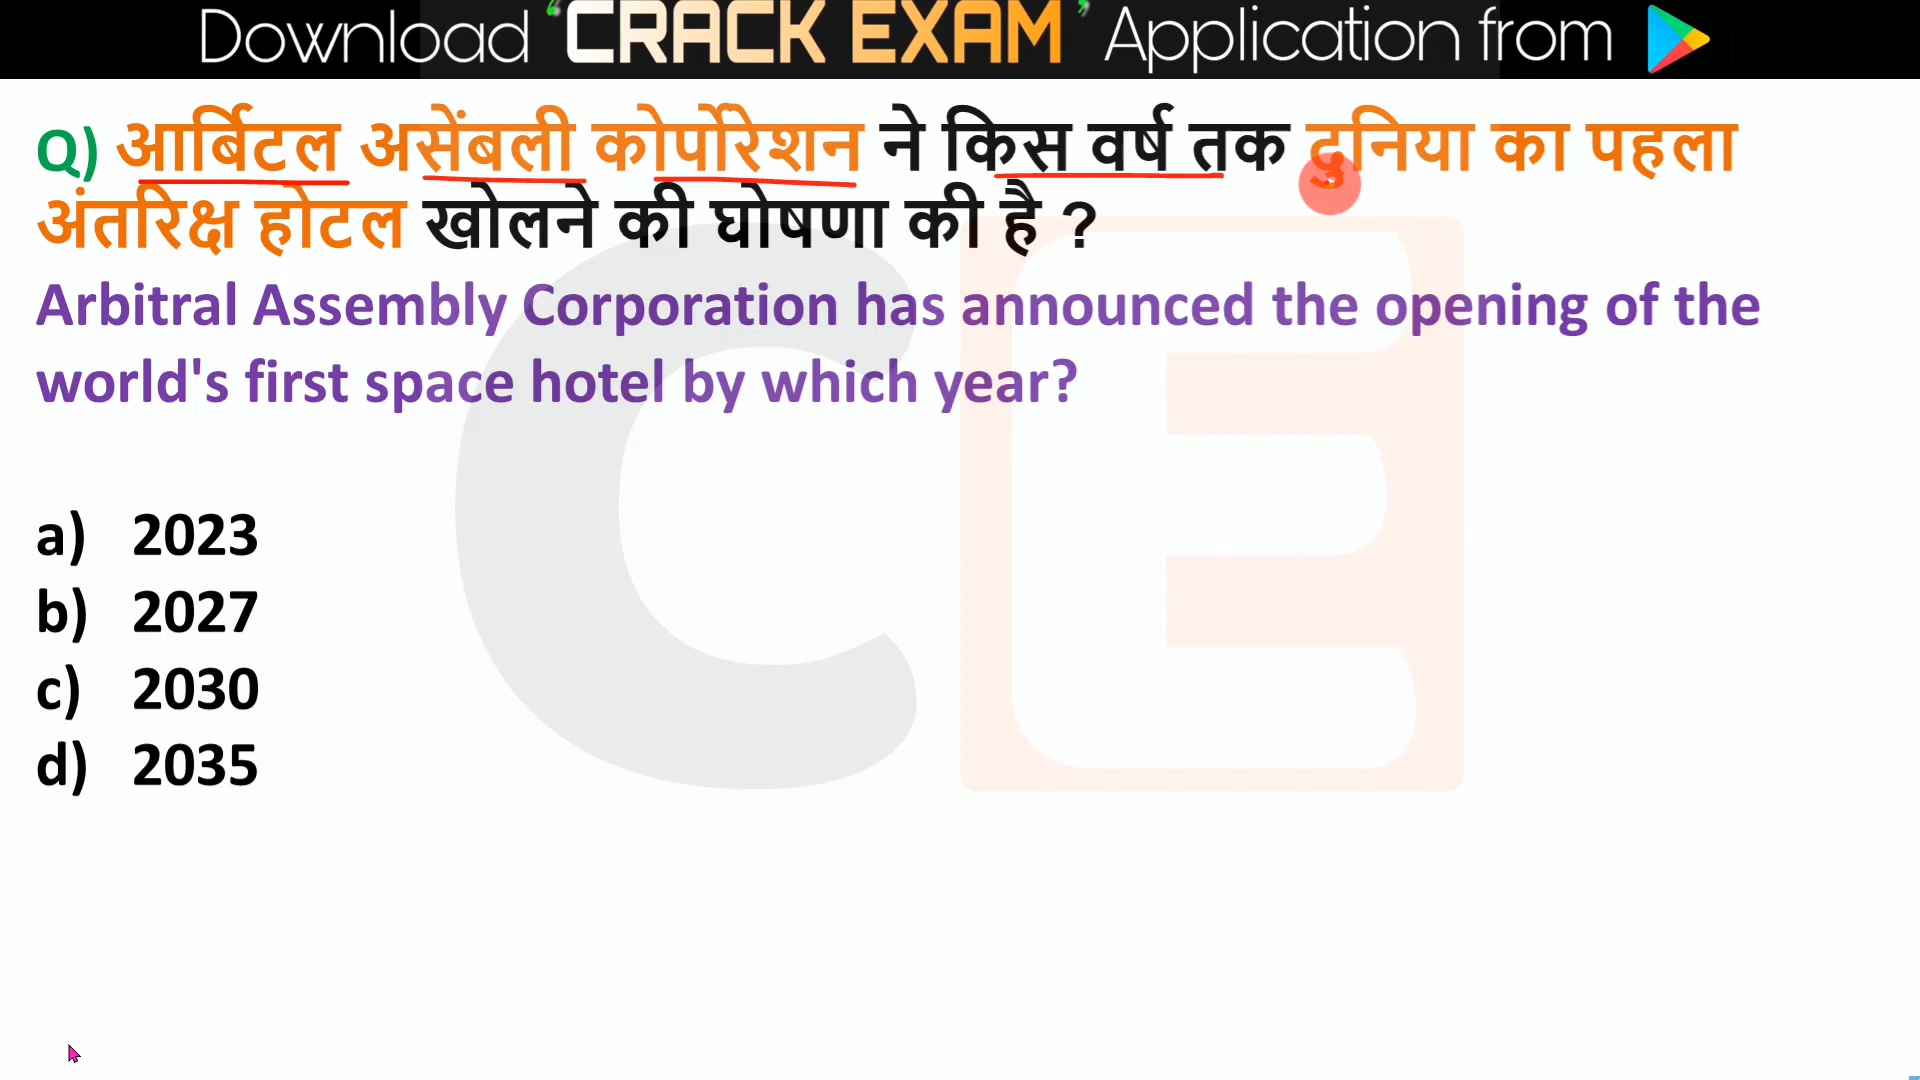 Download ‘CRACK EXAM’ Application from
Q) आर्बिटल असेंबली कोर्पोरेशन ने किस वर्ष तक दुनिया का पहला
अंतरिक्ष होटल खोलने की घोषणा की है ?
Arbitral Assembly Corporation has announced the opening of the
world's first space hotel by which year?
a) 2023
b) 2027
c) 2030
d) 2035
CE